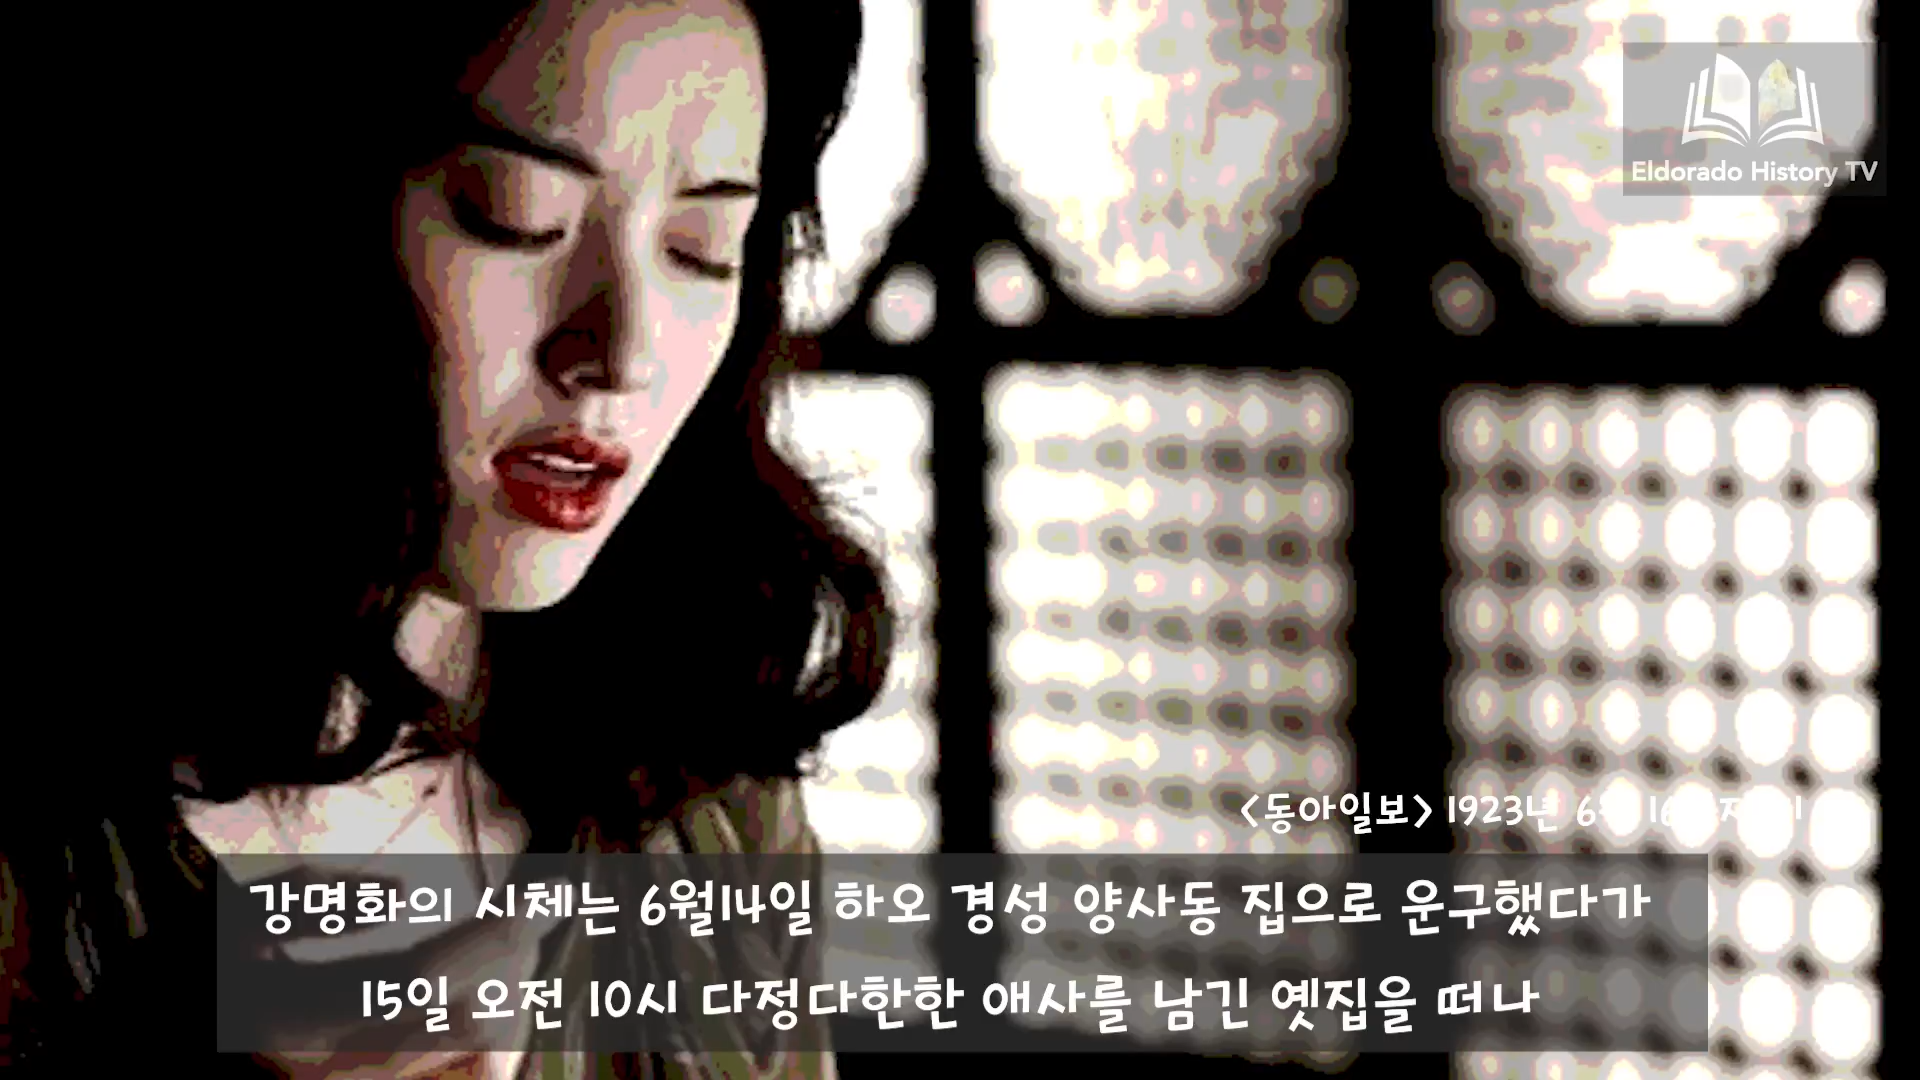 Eldorado History TV
<동아일보> 1923년 16
강명화의 시체는 6월14일 하오 경성 양사동 집으로 운구했다가
15일 오전 10시 다정다한한 애사를 남긴 옛집을 떠나